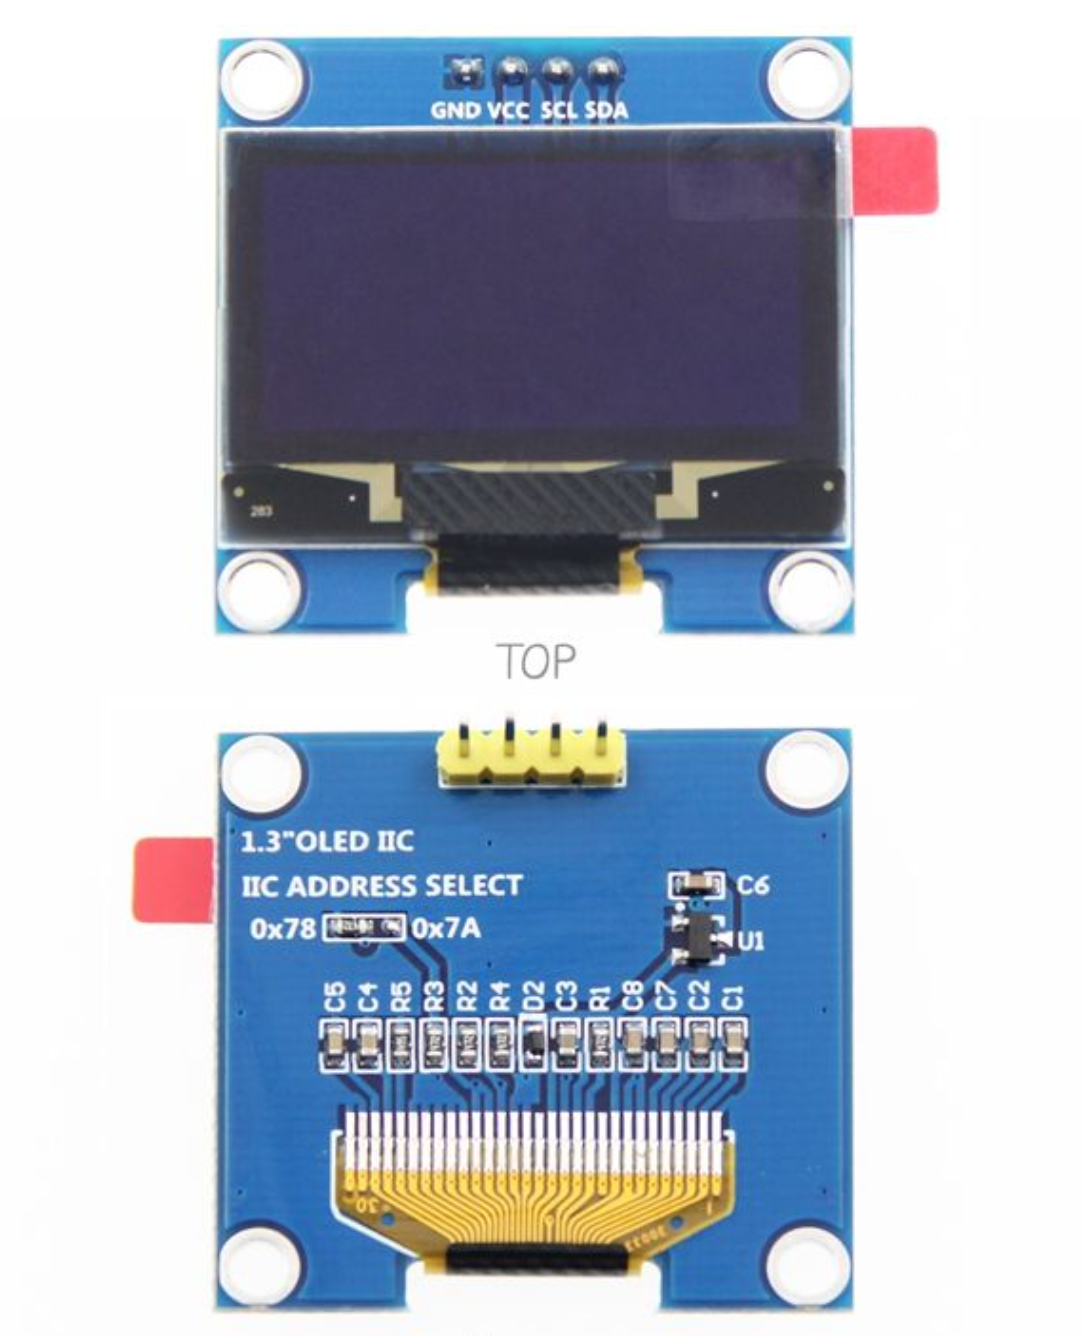 GND VCC SCL SDA
283
TOP
1.3"OLED IIC
IIC ADDRESS SELECT
0x78 0x7A
C6
U1
C5 C4 R5 R3 R2 R4 D2 C3 R1 C8 C7 C2 C1
30 1